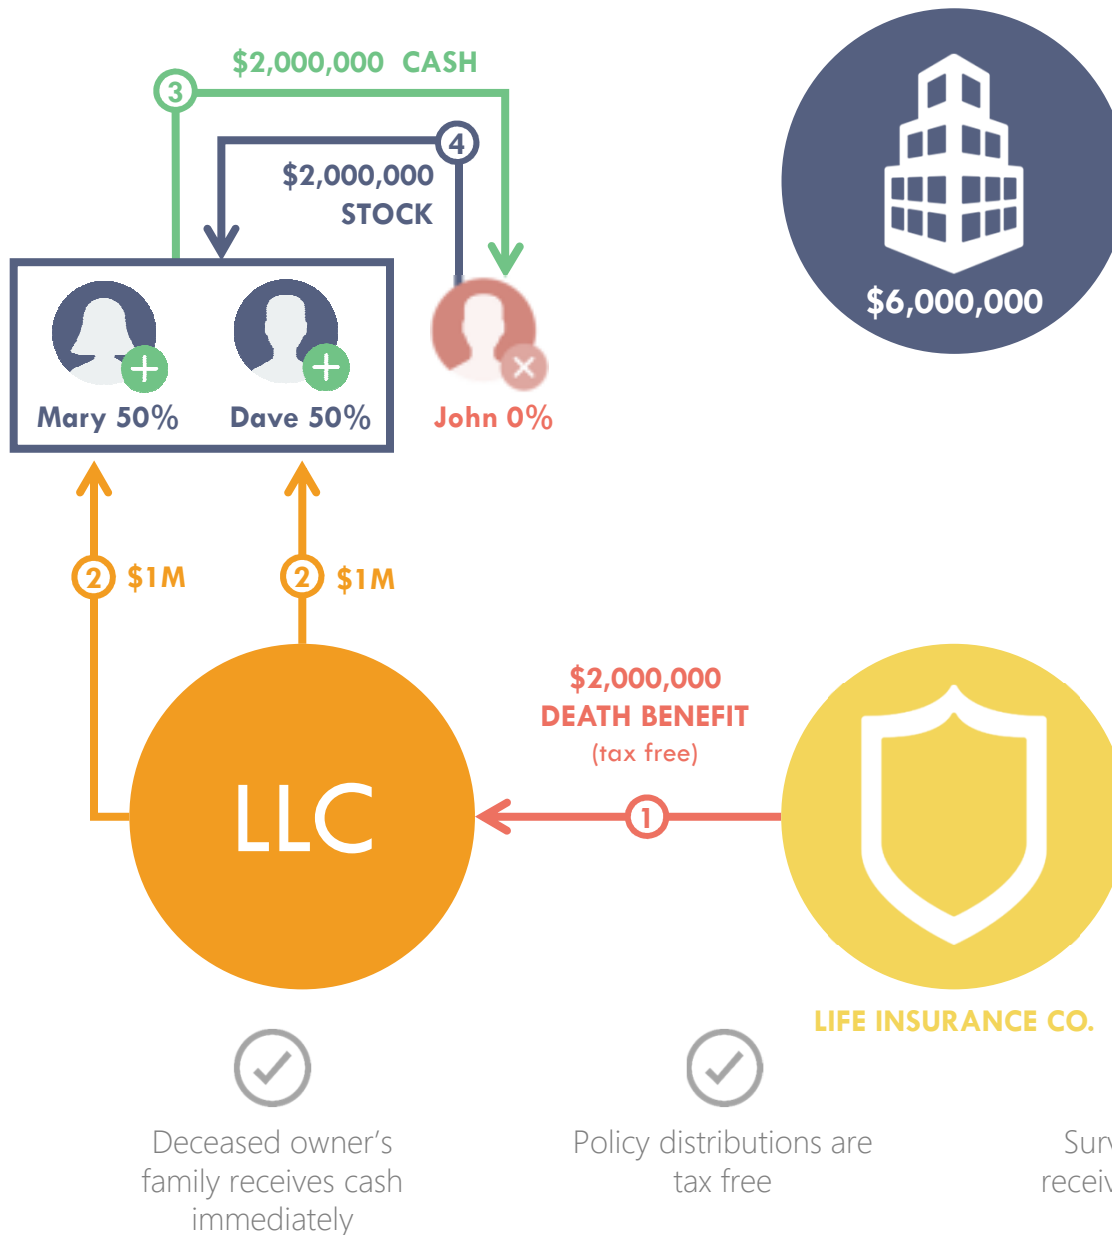 $2,000,000 CASH
3
4
$2,000,000
STOCK
$6,000,000
Mary 50%
Dave 50%
John 0%
2 $1M
2 $1M
$2,000,000
DEATH BENEFIT
(tax free)
LLC
1
LIFE INSURANCE CO.
Deceased owner's
family receives cash
immediately
Policy distributions are
tax free